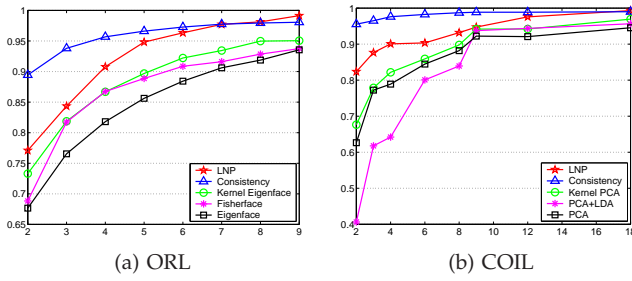 1
0.95
0.9
0.85
0.8
0.75
0.7
0.65
2 3 4 5 6 7 8 9
LNP
Consistency
Kernel Eigenface
Fisherface
Eigenface
(a) ORL
1
0.9
0.8
0.7
0.6
0.5
0.4
2 4 6 8 10 12 14 16 18
LNP
Consistency
Kernel PCA
PCA+LDA
PCA
(b) COIL